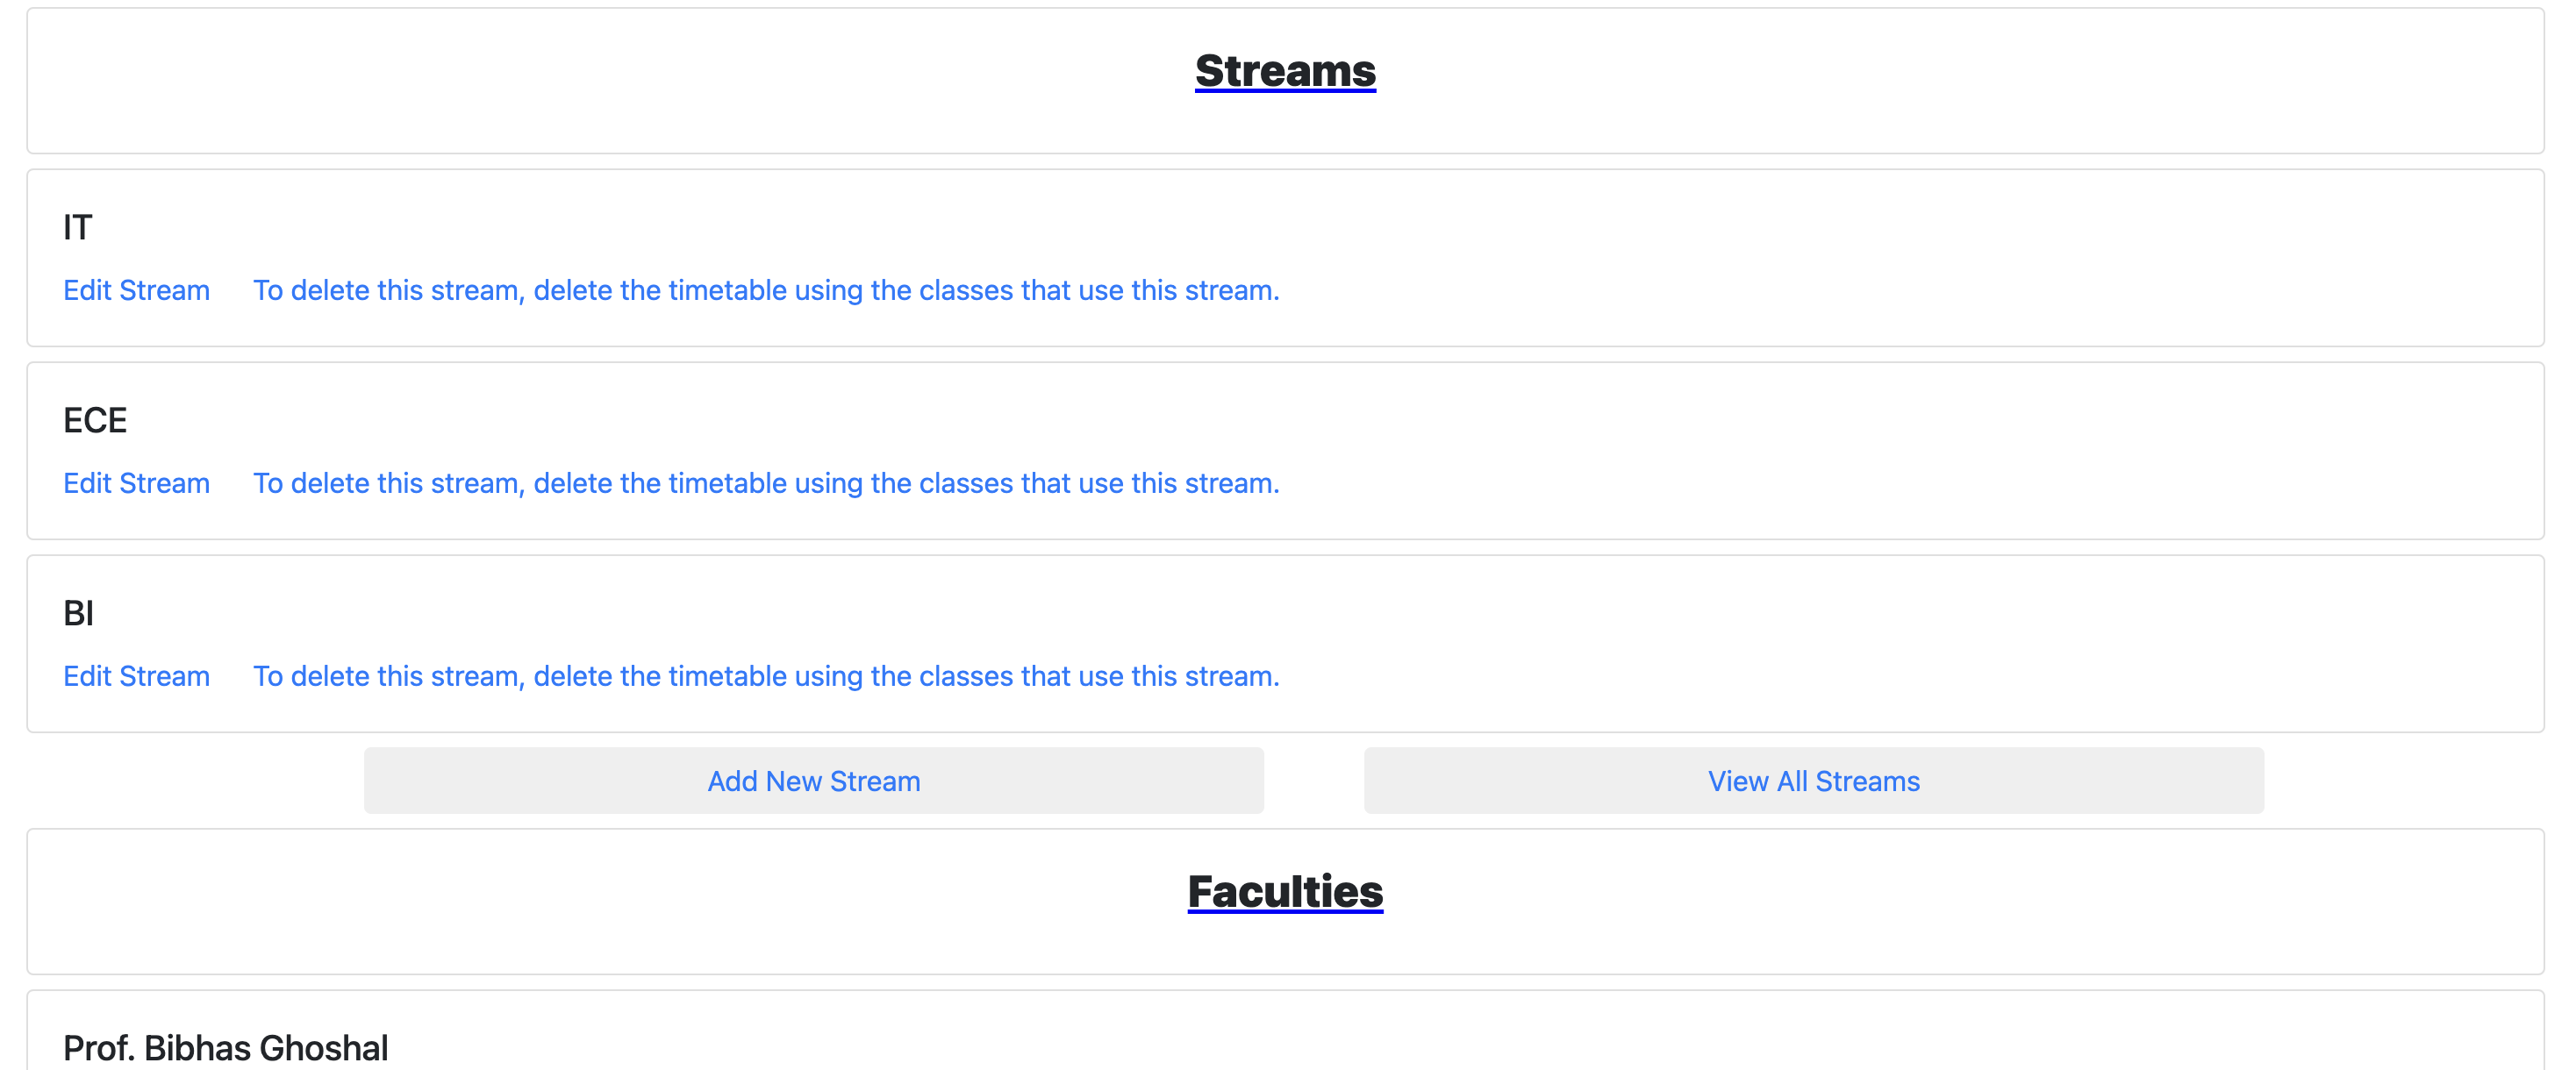 Streams
IT
Edit Stream To delete this stream, delete the timetable using the classes that use this stream.
ECE
Edit Stream To delete this stream, delete the timetable using the classes that use this stream.
BI
Edit Stream To delete this stream, delete the timetable using the classes that use this stream.
Add New Stream View All Streams
Faculties
Prof. Bibhas Ghoshal